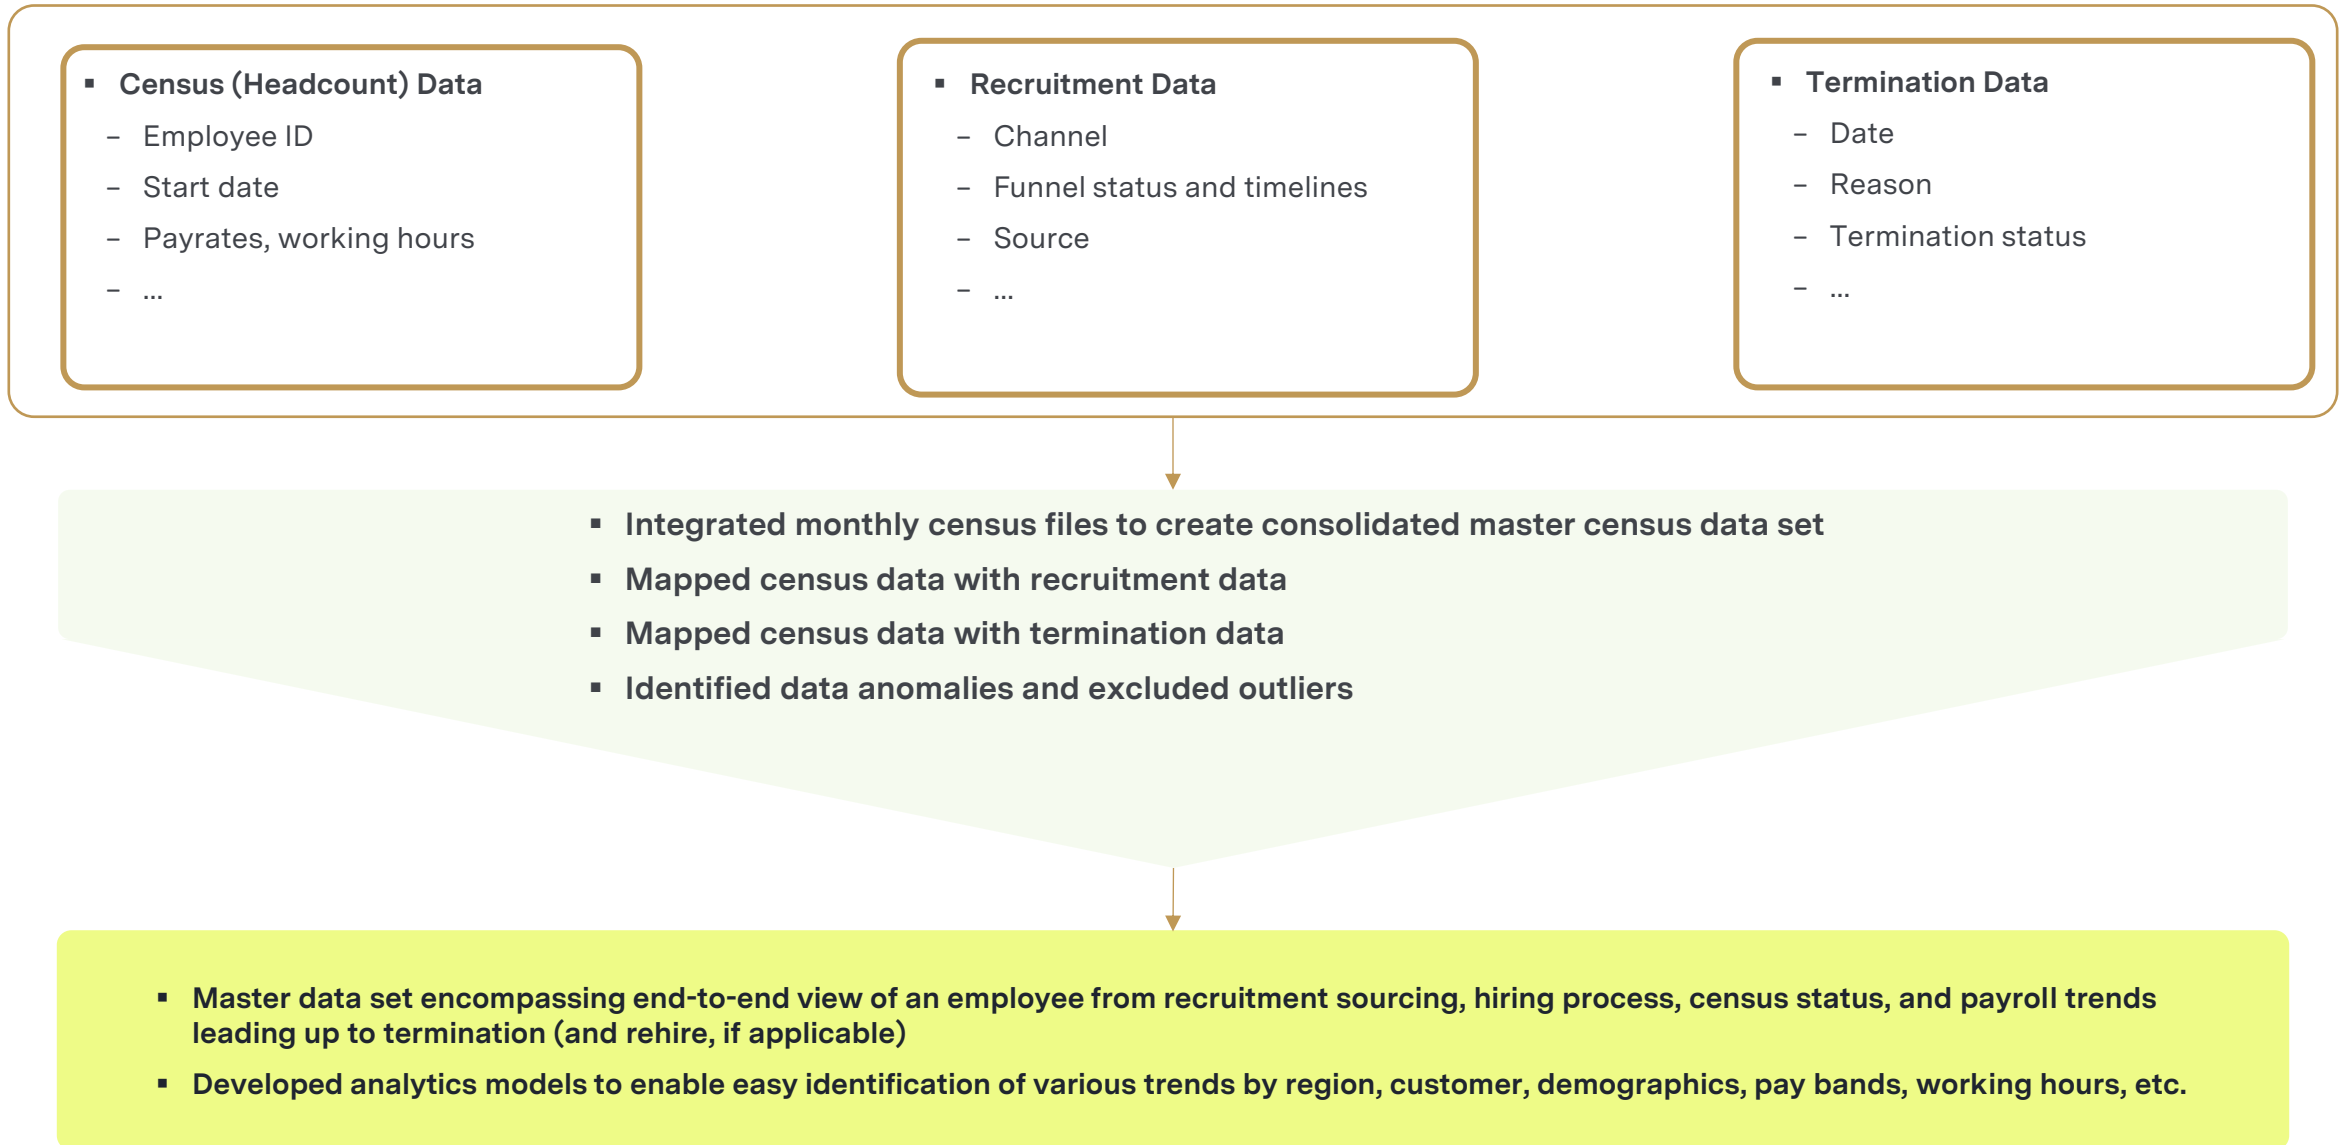 ▪ Census (Headcount) Data
– Employee ID
– Start date
– Payrates, working hours
– ...
▪ Recruitment Data
– Channel
– Funnel status and timelines
– Source
– ...
▪ Termination Data
– Date
– Reason
– Termination status
– ...
▪ Integrated monthly census files to create consolidated master census data set
▪ Mapped census data with recruitment data
▪ Mapped census data with termination data
▪ Identified data anomalies and excluded outliers
▪ Master data set encompassing end-to-end view of an employee from recruitment sourcing, hiring process, census status, and payroll trends
leading up to termination (and rehire, if applicable)
▪ Developed analytics models to enable easy identification of various trends by region, customer, demographics, pay bands, working hours, etc.